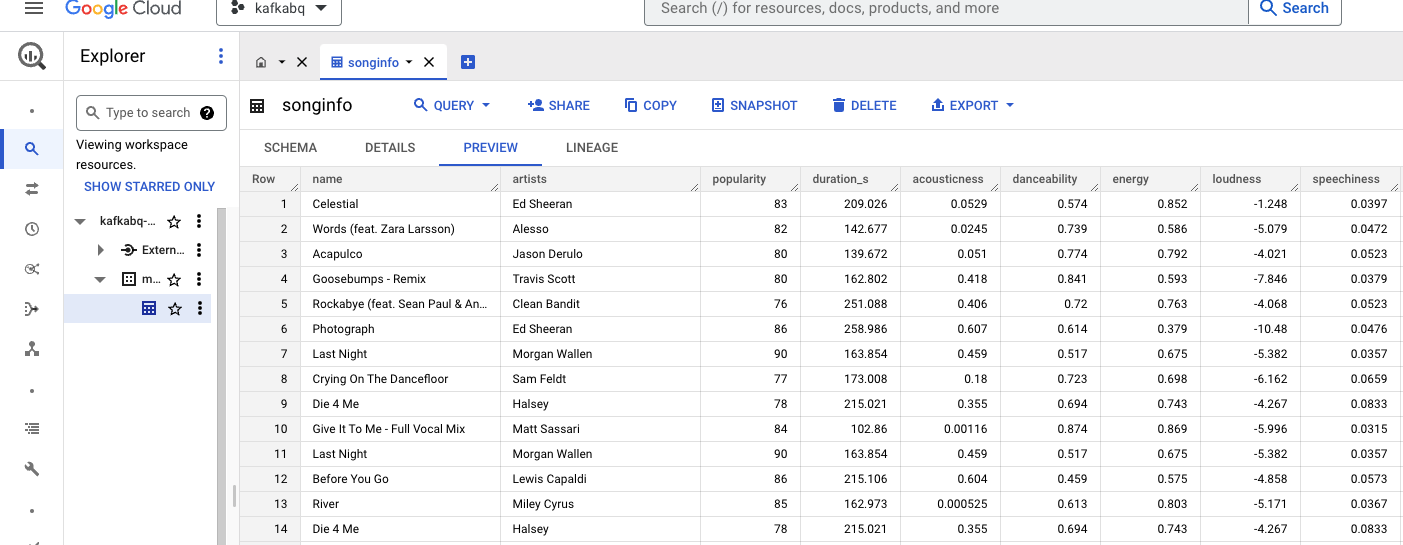 Google Cloud
kafkabq
Search (/) for resources, docs, products, and more
Search
Explorer
songinfo
Type to search
?
Viewing workspace
resources.
SHOW STARRED ONLY
kafkabq-...
Extern...
m...
songinfo
QUERY
SHARE
COPY
SNAPSHOT
DELETE
EXPORT
SCHEMA DETAILS PREVIEW LINEAGE
Row name artists popularity duration_s acousticness danceability energy loudness speechiness
1 Celestial Ed Sheeran 83 209.026 0.0529 0.574 0.852 -1.248 0.0397
2 Words (feat. Zara Larsson) Alesso 82 142.677 0.0245 0.739 0.586 -5.079 0.0472
3 Acapulco Jason Derulo 80 139.672 0.051 0.774 0.792 -4.021 0.0523
4 Goosebumps - Remix Travis Scott 80 162.802 0.418 0.841 0.593 -7.846 0.0379
5 Rockabye (feat. Sean Paul & An... Clean Bandit 76 251.088 0.406 0.72 0.763 -4.068 0.0523
6 Photograph Ed Sheeran 86 258.986 0.607 0.614 0.379 -10.48 0.0476
7 Last Night Morgan Wallen 90 163.854 0.459 0.517 0.675 -5.382 0.0357
8 Crying On The Dancefloor Sam Feldt 77 173.008 0.18 0.723 0.698 -6.162 0.0659
9 Die 4 Me Halsey 78 215.021 0.355 0.694 0.743 -4.267 0.0833
10 Give It To Me - Full Vocal Mix Matt Sassari 84 102.86 0.00116 0.874 0.869 -5.996 0.0315
11 Last Night Morgan Wallen 90 163.854 0.459 0.517 0.675 -5.382 0.0357
12 Before You Go Lewis Capaldi 86 215.106 0.604 0.459 0.575 -4.858 0.0573
13 River Miley Cyrus 85 162.973 0.000525 0.613 0.803 -5.171 0.0367
14 Die 4 Me Halsey 78 215.021 0.355 0.694 0.743 -4.267 0.0833